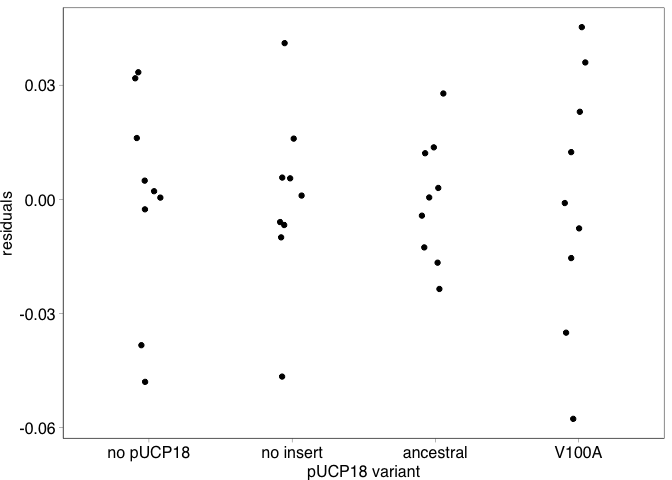 0.03
0.00
-0.03
-0.06
residuals
no pUCP18 no insert ancestral V100A
pUCP18 variant